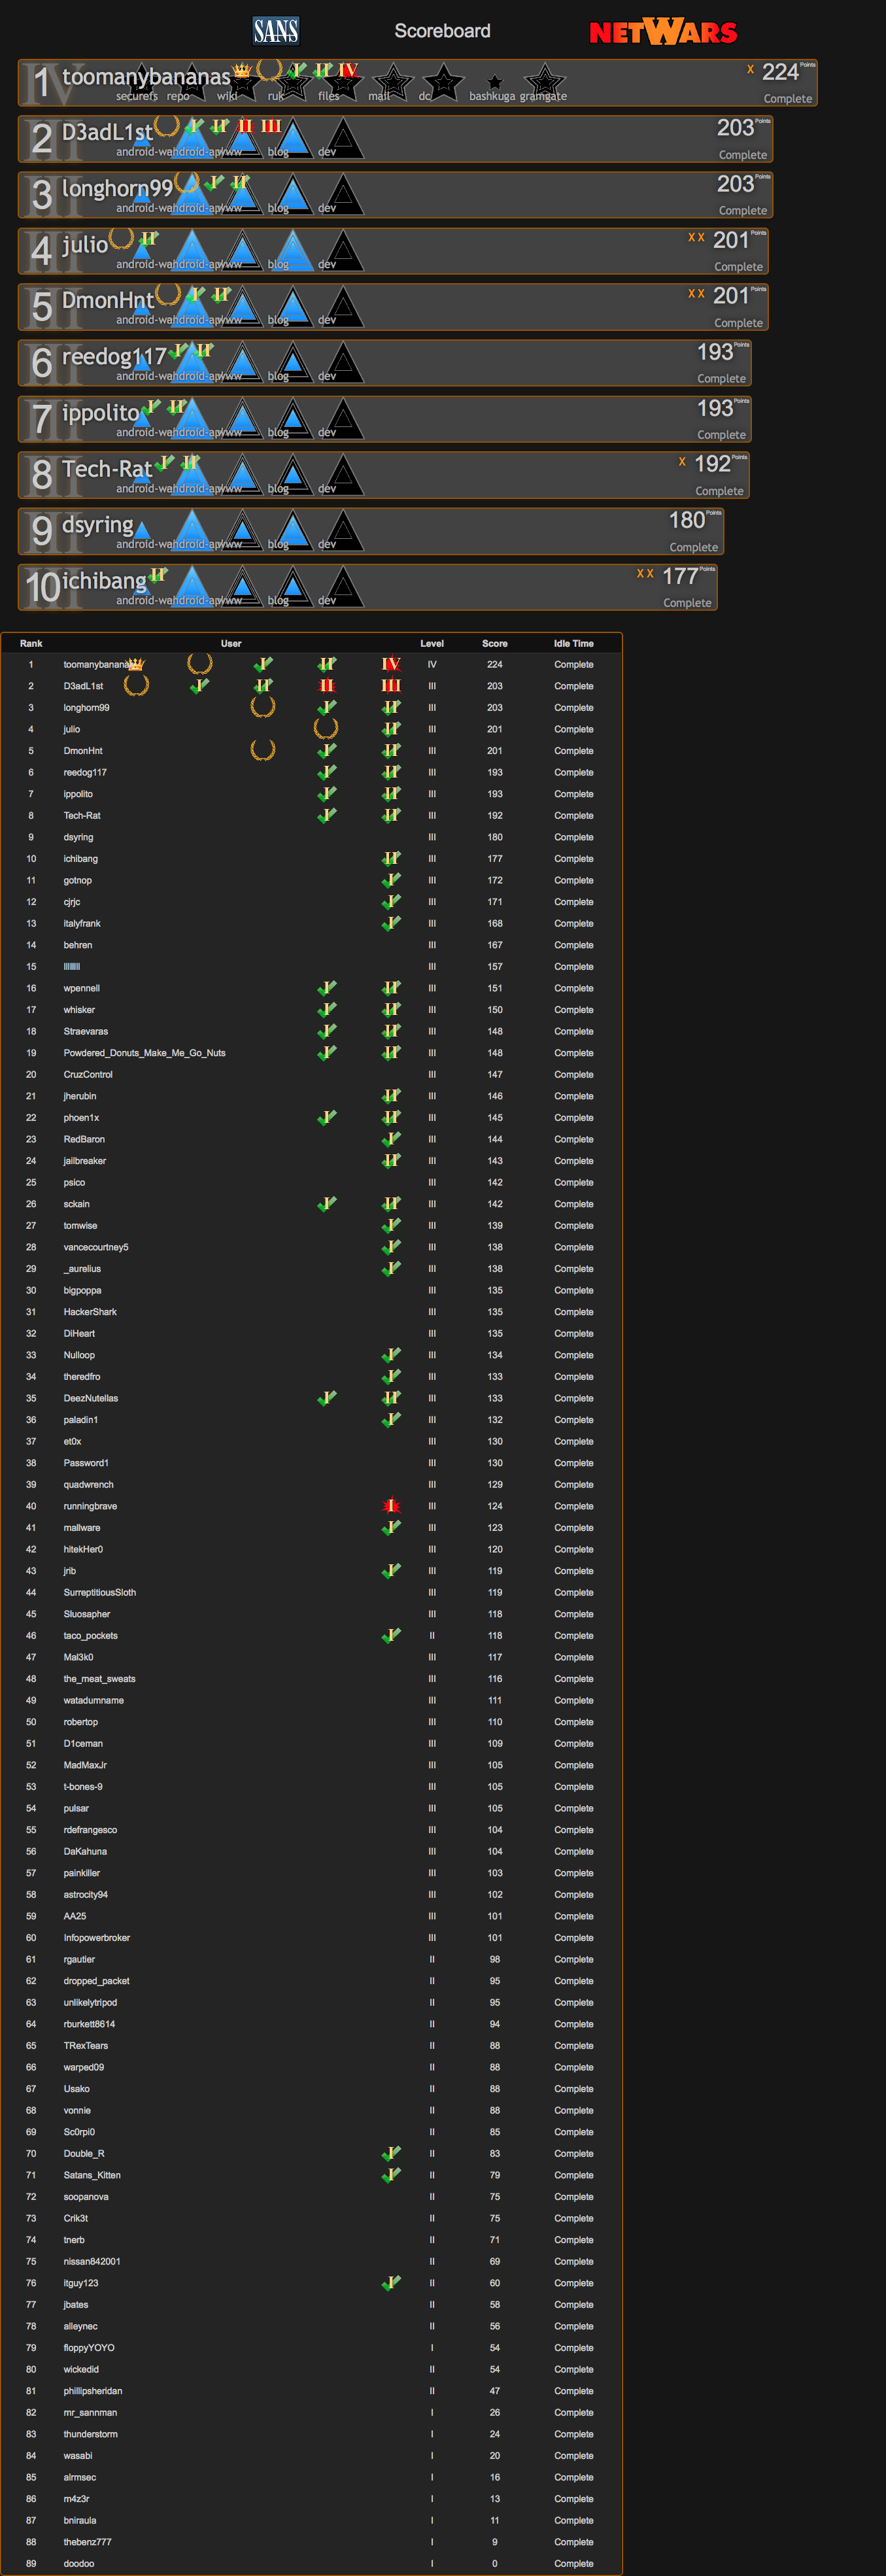 SANS Scoreboard NETWARS
IV 1 toomanybananas I II IV X 224 Points
securefs repo wiki ruk files mail dc bashkuga gramgate Complete
III 2 D3adL1st I II II III 203 Points
blog dev Complete
III 3 longhorn99 I II 203 Points
blog dev Complete
III 4 julio II X X 201 Points
blog dev Complete
III 5 DmonHnt I II X X 201 Points
blog dev Complete
III 6 reedog117 I II 193 Points
blog dev Complete
III 7 ippolito I II 193 Points
blog dev Complete
III 8 Tech-Rat I II X 192 Points
blog dev Complete
III 9 dsyring 180 Points
blog dev Complete
III 10 ichibang II X X 177 Points
blog dev Complete
Rank User Level Score Idle Time
1 toomanybananas I II IV IV 224 Complete
2 D3adL1st I II II III III 203 Complete
3 longhorn99 I II III 203 Complete
4 julio II III 201 Complete
5 DmonHnt I II III 201 Complete
6 reedog117 I II III 193 Complete
7 ippolito I II III 193 Complete
8 Tech-Rat I II III 192 Complete
9 dsyring III 180 Complete
10 ichibang II III 177 Complete
11 gotnop I III 172 Complete
12 cjrjc I III 171 Complete
13 italyfrank I III 168 Complete
14 behren III 167 Complete
15 III 157 Complete
16 wpennell I II III 151 Complete
17 whisker I II III 150 Complete
18 Straevaras I II III 148 Complete
19 Powdered_Donuts_Make_Me_Go_Nuts I II III 148 Complete
20 CruzControl III 147 Complete
21 jherubin II III 146 Complete
22 phoen1x I II III 145 Complete
23 RedBaron I III 144 Complete
24 jailbreaker II III 143 Complete
25 psico III 142 Complete
26 sckain I II III 142 Complete
27 tomwise I III 139 Complete
28 vancecourtney5 I III 138 Complete
29 _aurelius I III 138 Complete
30 bigpoppa III 135 Complete
31 HackerShark III 135 Complete
32 DiHeart III 135 Complete
33 Nulloop I III 134 Complete
34 theredfro I III 133 Complete
35 DeezNutellas I II III 133 Complete
36 paladin1 I III 132 Complete
37 et0x III 130 Complete
38 Password1 III 130 Complete
39 quadwrench III 129 Complete
40 runningbrave I III 124 Complete
41 mallware I III 123 Complete
42 hitekHer0 III 120 Complete
43 jrib I III 119 Complete
44 SurreptitiousSloth III 119 Complete
45 Sluosapher III 118 Complete
46 taco_pockets I II 118 Complete
47 Mal3k0 III 117 Complete
48 the_meat_sweats III 116 Complete
49 watadumname III 111 Complete
50 robertop III 110 Complete
51 D1ceman III 109 Complete
52 MadMaxJr III 105 Complete
53 t-bones-9 III 105 Complete
54 pulsar III 105 Complete
55 rdefrangesco III 104 Complete
56 DaKahuna III 104 Complete
57 painkiller III 103 Complete
58 astrocity94 III 102 Complete
59 AA25 III 101 Complete
60 Infopowerbroker III 101 Complete
61 rgautier II 98 Complete
62 dropped_packet II 95 Complete
63 unlikelytripod II 95 Complete
64 rburkett8614 II 94 Complete
65 TRexTears II 88 Complete
66 warped09 II 88 Complete
67 Usako II 88 Complete
68 vonnie II 88 Complete
69 Sc0rpi0 II 85 Complete
70 Double_R I II 83 Complete
71 Satans_Kitten I II 79 Complete
72 soopanova II 75 Complete
73 Crik3t II 75 Complete
74 tnerb II 71 Complete
75 nissan842001 II 69 Complete
76 itguy123 I II 60 Complete
77 jbates II 58 Complete
78 alleynec II 56 Complete
79 floppyYOYO I 54 Complete
80 wickedid II 54 Complete
81 phillipsheridan II 47 Complete
82 mr_sannman I 26 Complete
83 thunderstorm I 24 Complete
84 wasabi I 20 Complete
85 alrmsec I 16 Complete
86 m4z3r I 13 Complete
87 bniraula I 11 Complete
88 thebenz777 I 9 Complete
89 doodoo I 0 Complete